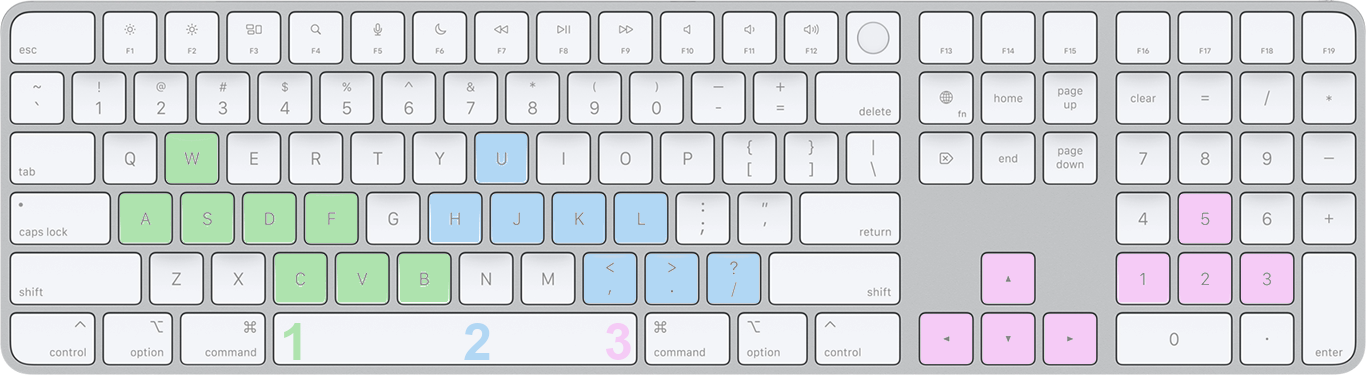 esc F1 F2 F3 F4 F5 F6 F7 F8 F9 F10 F11 F12 F13 F14 F15 F16 F17 F18 F19
~ ! @ # $ % ^ & * ( ) — +
` 1 2 3 4 5 6 7 8 9 0 - = delete fn home page up clear = / *
tab Q W E R T Y U I O P { [ } ] | \ end page down 7 8 9 −
caps lock A S D F G H J K L : ; " ' return 4 5 6 +
shift Z X C V B N M < , > . ? / shift 1 2 3
control option command 1 2 3 command option control 0 . enter